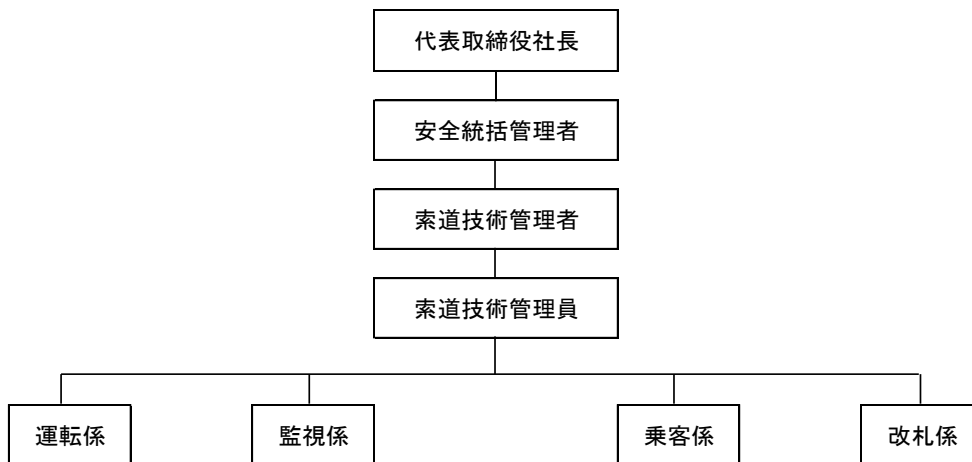 代表取締役社長
安全統括管理者
索道技術管理者
索道技術管理員
運転係
監視係
乗客係
改札係